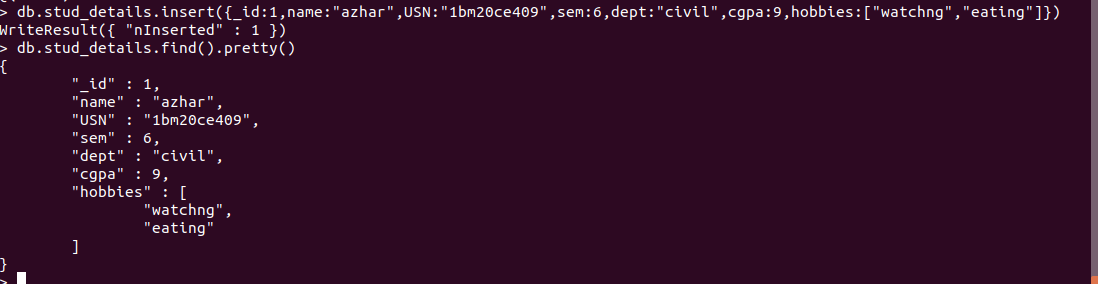 > db.stud_details.insert({_id:1,name:"azhar",USN:"1bm20ce409",sem:6,dept:"civil",cgpa:9,hobbies:["watchng","eating"]})
WriteResult({ "nInserted" : 1 })
> db.stud_details.find().pretty()
{
        "_id" : 1,
        "name" : "azhar",
        "USN" : "1bm20ce409",
        "sem" : 6,
        "dept" : "civil",
        "cgpa" : 9,
        "hobbies" : [
                "watchng",
                "eating"
        ]
}
>